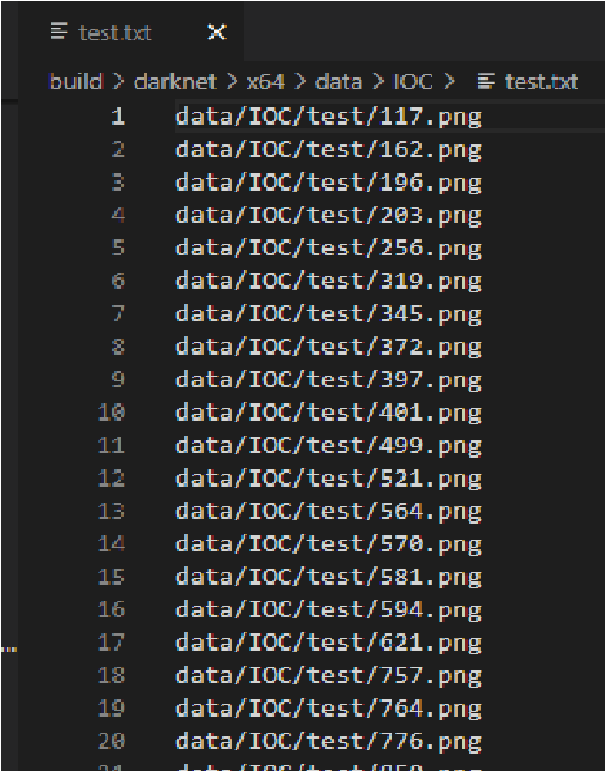 test.txt ×
build > darknet > x64 > data > IOC > test.txt
1 data/IOC/test/117.png
2 data/IOC/test/162.png
3 data/IOC/test/196.png
4 data/IOC/test/203.png
5 data/IOC/test/256.png
6 data/IOC/test/319.png
7 data/IOC/test/345.png
8 data/IOC/test/372.png
9 data/IOC/test/397.png
10 data/IOC/test/401.png
11 data/IOC/test/499.png
12 data/IOC/test/521.png
13 data/IOC/test/564.png
14 data/IOC/test/570.png
15 data/IOC/test/581.png
16 data/IOC/test/594.png
17 data/IOC/test/621.png
18 data/IOC/test/757.png
19 data/IOC/test/764.png
20 data/IOC/test/776.png